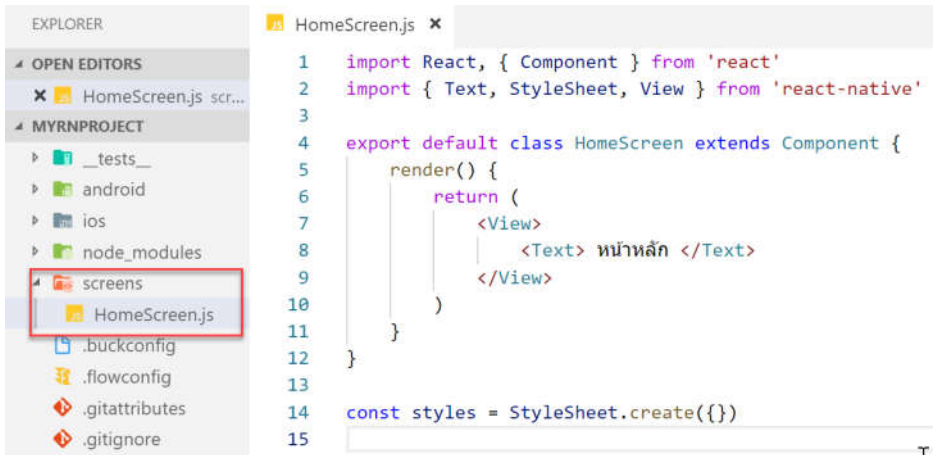 EXPLORER
OPEN EDITORS
HomeScreen.js scr...
MYRNPROJECT
__tests__
android
ios
node_modules
screens
HomeScreen.js
.buckconfig
.flowconfig
.gitattributes
.gitignore
HomeScreen.js
1 import React, { Component } from 'react'
2 import { Text, StyleSheet, View } from 'react-native'
3
4 export default class HomeScreen extends Component {
5 render() {
6 return (
7 <View>
8 <Text> หน้าหลัก </Text>
9 </View>
10 )
11 }
12 }
13
14 const styles = StyleSheet.create({})
15